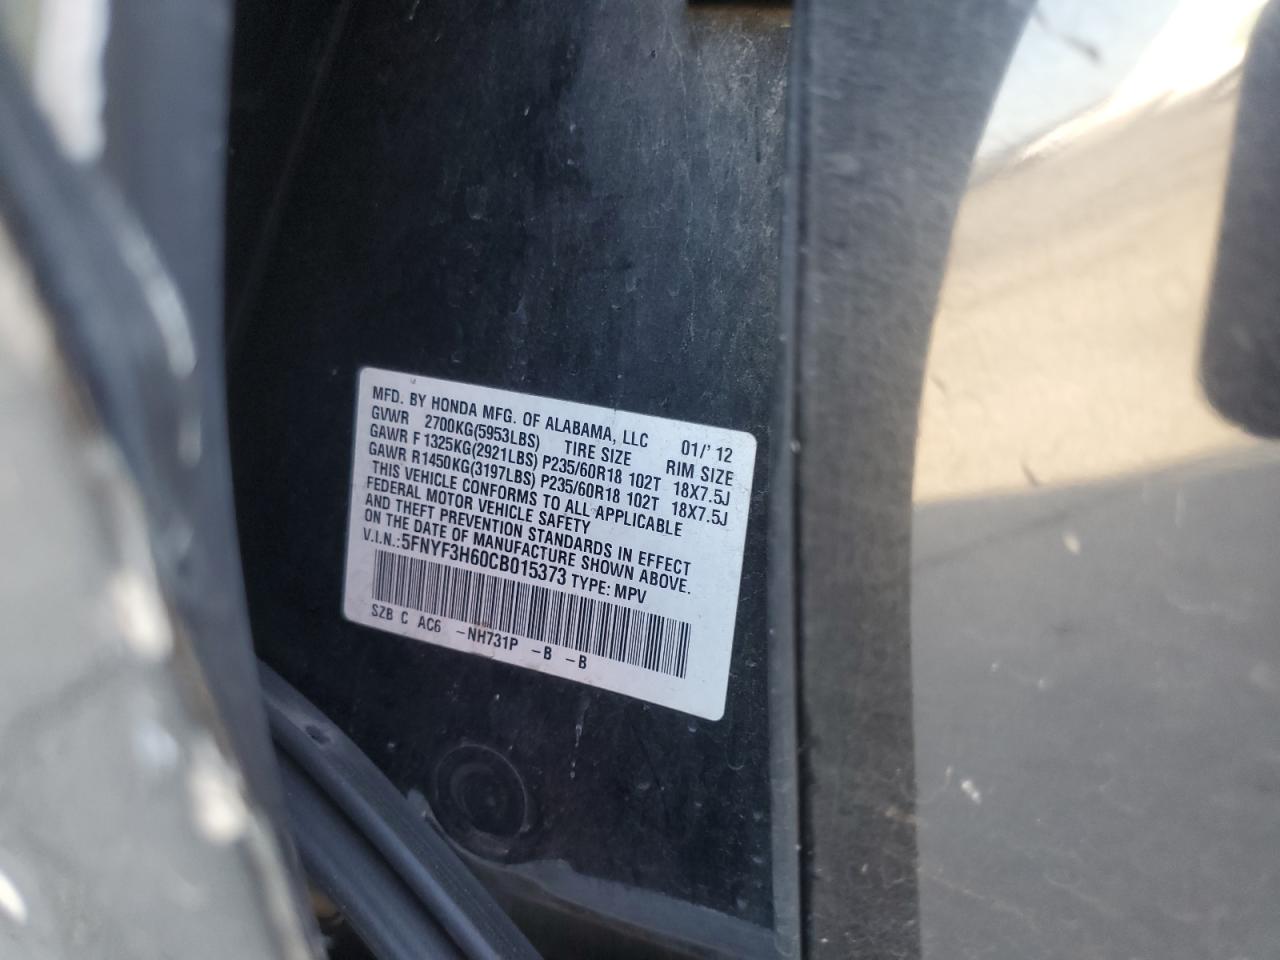 MFD. BY HONDA MFG. OF ALABAMA, LLC 01/'12
GVWR 2700KG(5953LBS) TIRE SIZE RIM SIZE
GAWR F 1325KG(2921LBS) P235/60R18 102T 18X7.5J
GAWR R1450KG(3197LBS) P235/60R18 102T 18X7.5J
THIS VEHICLE CONFORMS TO ALL APPLICABLE
FEDERAL MOTOR VEHICLE SAFETY
AND THEFT PREVENTION STANDARDS IN EFFECT
ON THE DATE OF MANUFACTURE SHOWN ABOVE.
V.I.N.:5FNYF3H60CB015373 TYPE: MPV
SZB C AC6 -NH731P -B -B